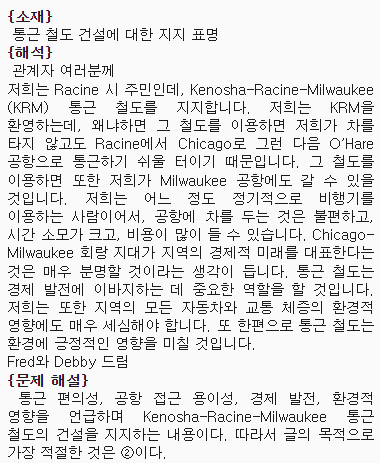 {소재}
통근 철도 건설에 대한 지지 표명
{해석}
관계자 여러분께
저희는 Racine 시 주민인데, Kenosha-Racine-Milwaukee
(KRM) 통근 철도를 지지합니다. 저희는 KRM을
환영하는데, 왜냐하면 그 철도를 이용하면 저희가 차를
타지 않고도 Racine에서 Chicago로 그런 다음 O'Hare
공항으로 통근하기 쉬울 터이기 때문입니다. 그 철도를
이용하면 또한 저희가 Milwaukee 공항에도 갈 수 있을
것입니다. 저희는 어느 정도 정기적으로 비행기를
이용하는 사람이어서, 공항에 차를 두는 것은 불편하고,
시간 소모가 크고, 비용이 많이 들 수 있습니다. Chicago-
Milwaukee 회랑 지대가 지역의 경제적 미래를 대표한다는
것은 매우 분명할 것이라는 생각이 듭니다. 통근 철도는
경제 발전에 이바지하는 데 중요한 역할을 할 것입니다.
저희는 또한 지역의 모든 자동차와 교통 체증의 환경적
영향에도 매우 세심해야 합니다. 또 한편으로 통근 철도는
환경에 긍정적인 영향을 미칠 것입니다.
Fred와 Debby 드림
{문제 해설}
통근 편의성, 공항 접근 용이성, 경제 발전, 환경적
영향을 언급하며 Kenosha-Racine-Milwaukee 통근
철도의 건설을 지지하는 내용이다. 따라서 글의 목적으로
가장 적절한 것은 ②이다.